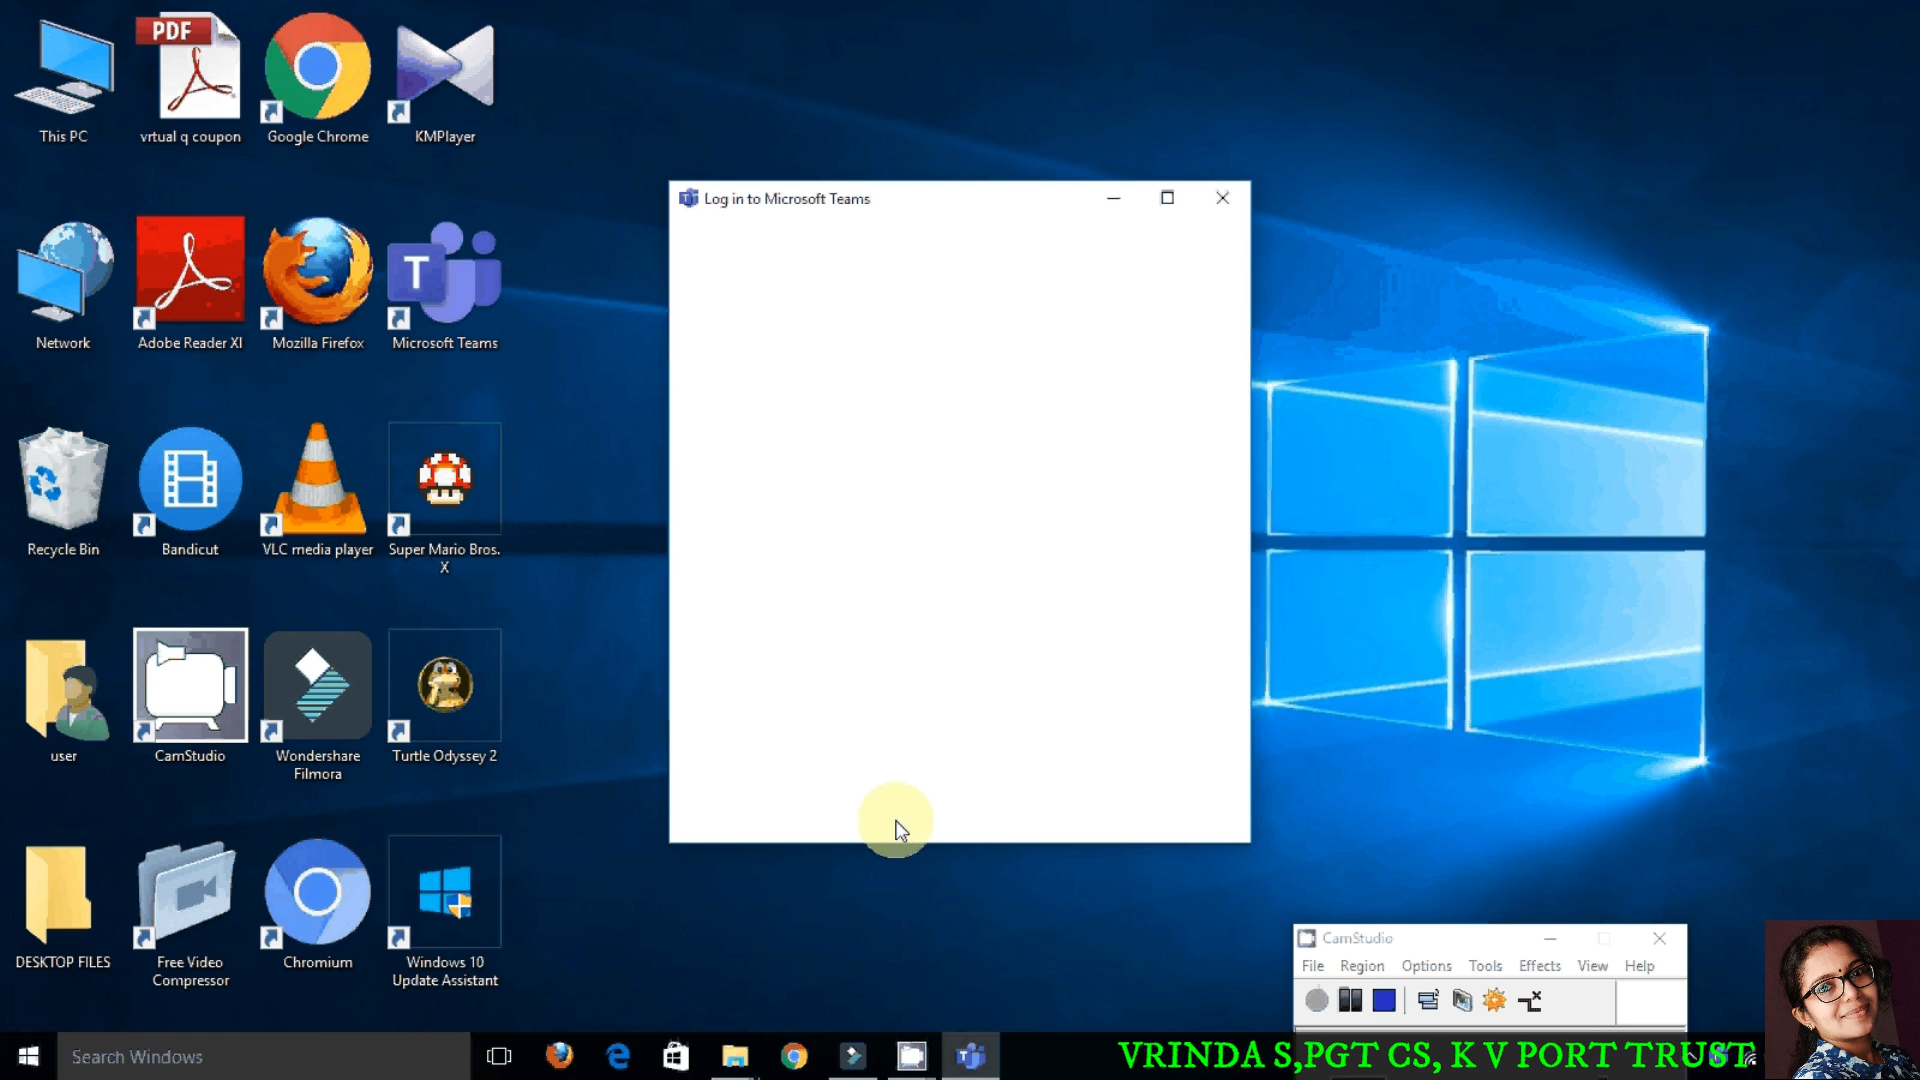 This PC
PDF
vrtual q coupon
Google Chrome
KMPlayer
Network
Adobe Reader XI
Mozilla Firefox
T
Microsoft Teams
Recycle Bin
Bandicut
VLC media player
Super Mario Bros.
X
user
CamStudio
Wondershare
Filmora
Turtle Odyssey 2
DESKTOP FILES
Free Video
Compressor
Chromium
Windows 10
Update Assistant
Log in to Microsoft Teams
CamStudio
File Region Options Tools Effects View Help
Search Windows
VRINDA S,PGT CS, K V PORT TRUST